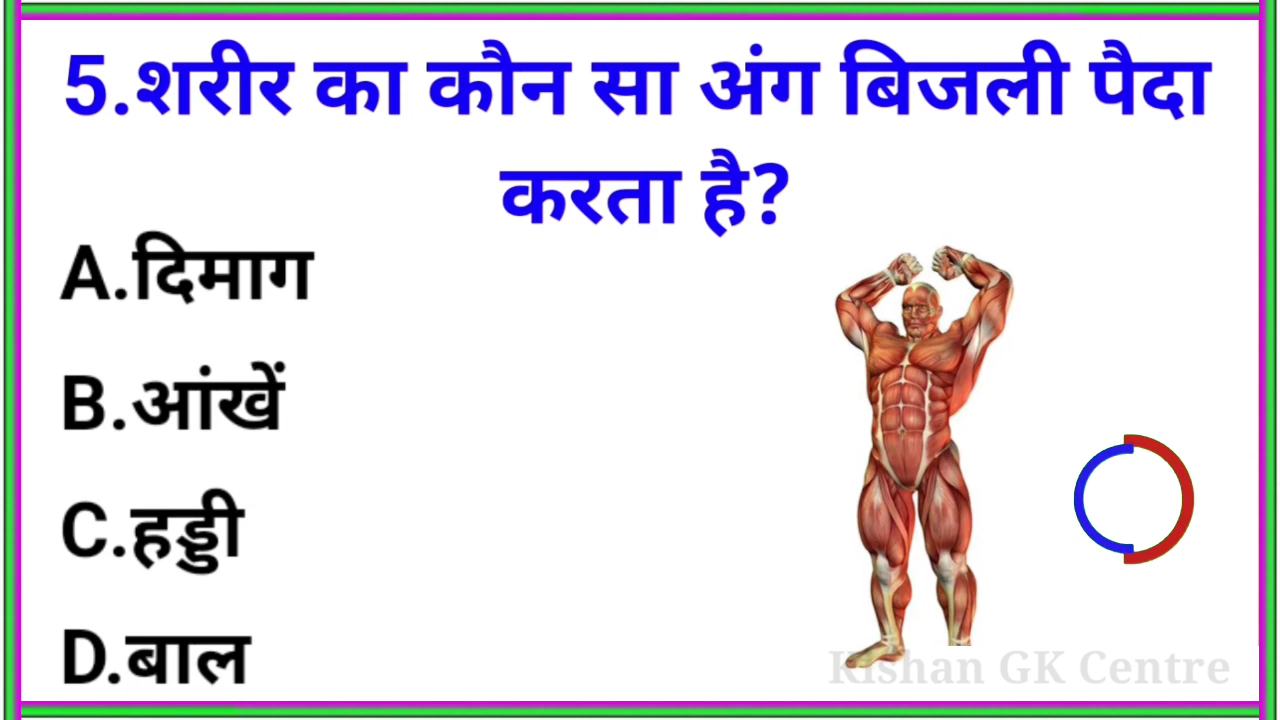 5.शरीर का कौन सा अंग बिजली पैदा
करता है?
A.दिमाग
B.आंखें
C.हड्डी
D.बाल
Kishan GK Centre